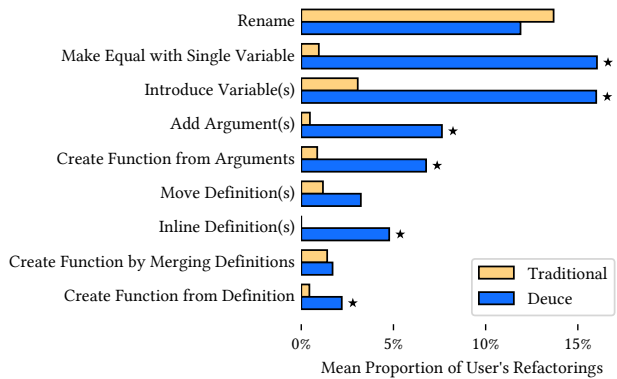 Rename
Make Equal with Single Variable
★
Introduce Variable(s)
★
Add Argument(s)
★
Create Function from Arguments
★
Move Definition(s)
Inline Definition(s)
★
Create Function by Merging Definitions
Create Function from Definition
★
Traditional
Deuce
0% 5% 10% 15%
Mean Proportion of User's Refactorings